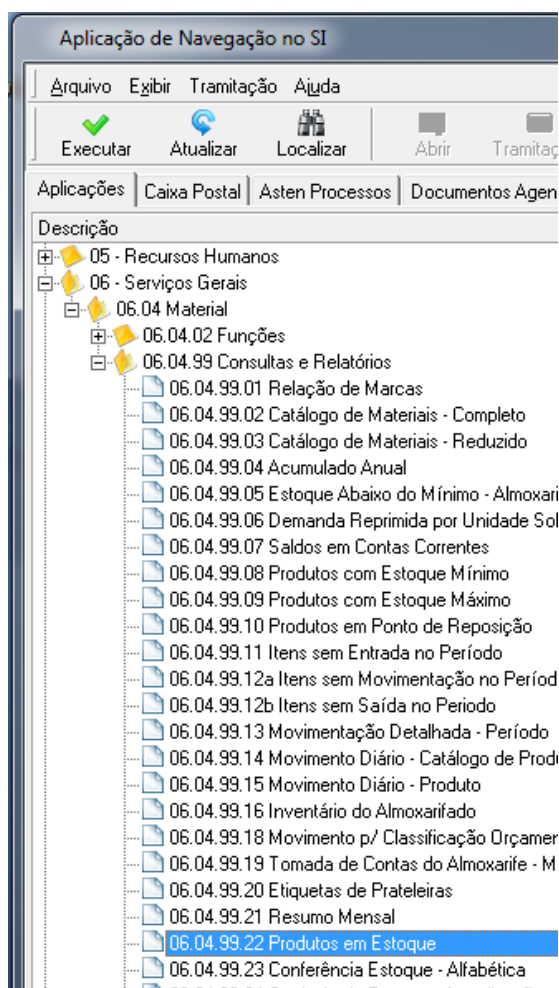 Aplicação de Navegação no SI
Arquivo Exibir Tramitação Ajuda
Executar Atualizar Localizar Abrir
Aplicações Caixa Postal Asten Processos Documentos
Descrição
05 - Recursos Humanos
06 - Serviços Gerais
06.04 Material
06.04.02 Funções
06.04.99 Consultas e Relatórios
06.04.99.01 Relação de Marcas
06.04.99.02 Catálogo de Materiais - Completo
06.04.99.03 Catálogo de Materiais - Reduzido
06.04.99.04 Acumulado Anual
06.04.99.05 Estoque Abaixo do Mínimo -
06.04.99.06 Demanda Reprimida por Unidade
06.04.99.07 Saldos em Contas Correntes
06.04.99.08 Produtos com Estoque Mínimo
06.04.99.09 Produtos com Estoque Máximo
06.04.99.10 Produtos em Ponto de Reposição
06.04.99.11 Itens sem Entrada no Período
06.04.99.12a Itens sem Movimentação no
06.04.99.12b Itens sem Saída no Periodo
06.04.99.13 Movimentação Detalhada - Período
06.04.99.14 Movimento Diário - Catálogo de
06.04.99.15 Movimento Diário - Produto
06.04.99.16 Inventário do Almoxarifado
06.04.99.18 Movimento p/ Classificação
06.04.99.19 Tomada de Contas do Almoxarife -
06.04.99.20 Etiquetas de Prateleiras
06.04.99.21 Resumo Mensal
06.04.99.22 Produtos em Estoque
06.04.99.23 Conferência Estoque - Alfabética